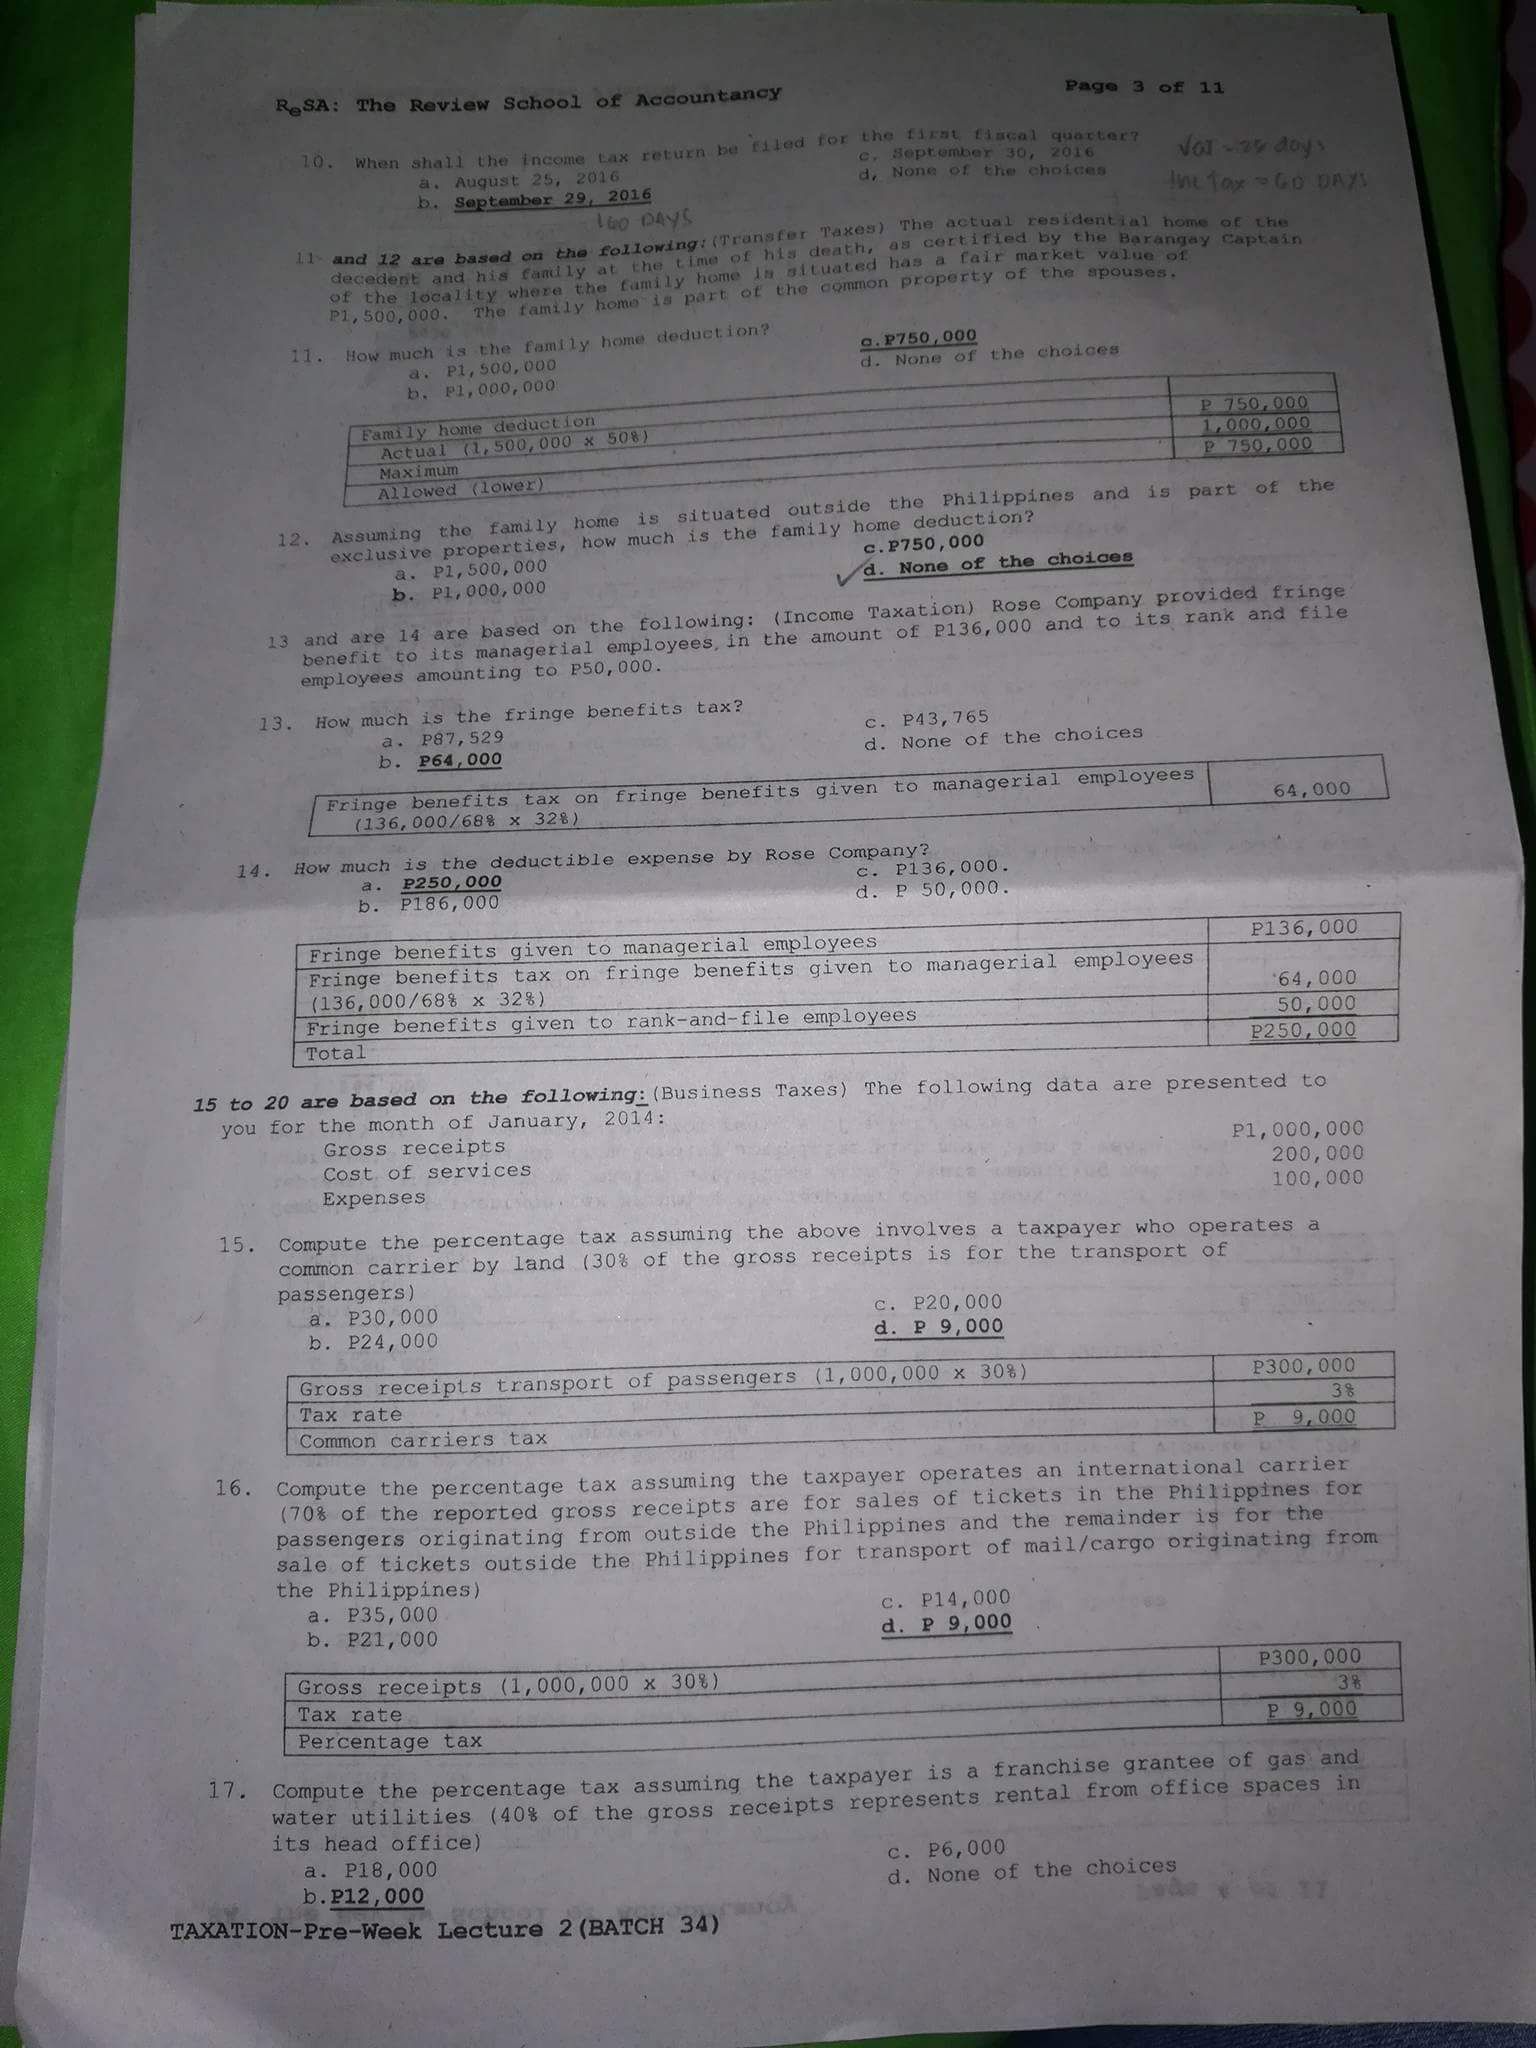 ReSA: The Review School of Accountancy Page 3 of 11
10. When shall the income tax return be filed for the first fiscal quarter?
a. August 25, 2016 c. September 30, 2016
b. September 29, 2016 d, None of the choices
VAT = 25 days
Inc Tax = 60 DAYS
60 DAYS
11 and 12 are based on the following:(Transfer Taxes) The actual residential home of the
decedent and his family at the time of his death, as certified by the Barangay Captain
of the locality where the family home is situated has a fair market value of
P1,500,000. The family home is part of the common property of the spouses.
11. How much is the family home deduction?
a. P1,500,000 c.P750,000
b. P1,000,000 d. None of the choices
Family home deduction
Actual (1,500,000 x 50%) P 750,000
Maximum 1,000,000
Allowed (lower) P 750,000
12. Assuming the family home is situated outside the Philippines and is part of the
exclusive properties, how much is the family home deduction?
a. P1,500,000 c.P750,000
b. P1,000,000 d. None of the choices
13 and are 14 are based on the following: (Income Taxation) Rose Company provided fringe
benefit to its managerial employees in the amount of P136,000 and to its rank and file
employees amounting to P50,000.
13. How much is the fringe benefits tax?
a. P87,529 c. P43,765
b. P64,000 d. None of the choices
Fringe benefits tax on fringe benefits given to managerial employees
(136,000/68% x 32%) 64,000
14. How much is the deductible expense by Rose Company?
a. P250,000 c. P136,000.
b. P186,000 d. P 50,000.
Fringe benefits given to managerial employees P136,000
Fringe benefits tax on fringe benefits given to managerial employees
(136,000/68% x 32%) 64,000
Fringe benefits given to rank-and-file employees 50,000
Total P250,000
15 to 20 are based on the following:(Business Taxes) The following data are presented to
you for the month of January, 2014:
Gross receipts P1,000,000
Cost of services 200,000
Expenses 100,000
15. Compute the percentage tax assuming the above involves a taxpayer who operates a
common carrier by land (30% of the gross receipts is for the transport of
passengers)
a. P30,000 c. P20,000
b. P24,000 d. P 9,000
Gross receipts transport of passengers (1,000,000 x 30%) P300,000
Tax rate 3%
Common carriers tax P 9,000
16. Compute the percentage tax assuming the taxpayer operates an international carrier
(70% of the reported gross receipts are for sales of tickets in the Philippines for
passengers originating from outside the Philippines and the remainder is for the
sale of tickets outside the Philippines for transport of mail/cargo originating from
the Philippines)
a. P35,000 c. P14,000
b. P21,000 d. P 9,000
Gross receipts (1,000,000 x 30%) P300,000
Tax rate 3%
Percentage tax P 9,000
17. Compute the percentage tax assuming the taxpayer is a franchise grantee of gas and
water utilities (40% of the gross receipts represents rental from office spaces in
its head office)
a. P18,000 c. P6,000
b.P12,000 d. None of the choices
TAXATION-Pre-Week Lecture 2(BATCH 34)